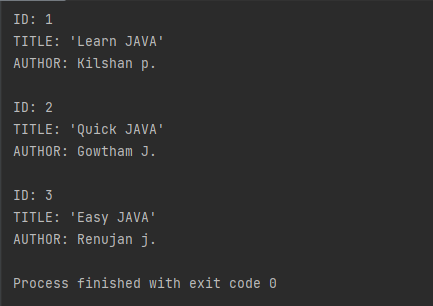 ID: 1
TITLE: 'Learn JAVA'
AUTHOR: Kilshan p.
ID: 2
TITLE: 'Quick JAVA'
AUTHOR: Gowtham J.
ID: 3
TITLE: 'Easy JAVA'
AUTHOR: Renujan j.
Process finished with exit code 0